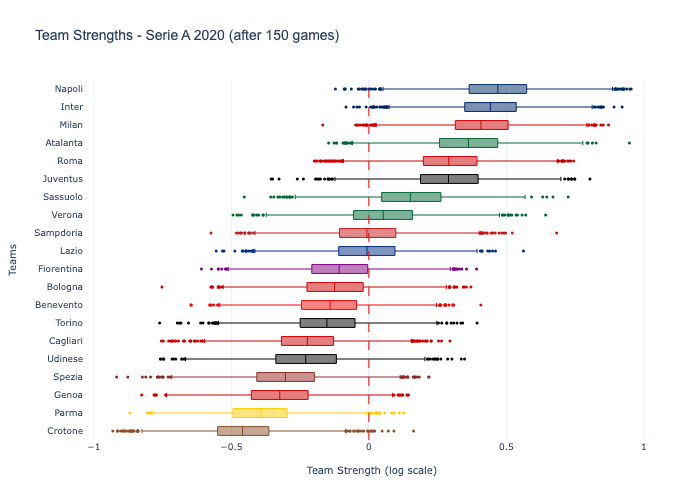 Team Strengths - Serie A 2020 (after 150 games)
Napoli
Inter
Milan
Atalanta
Roma
Juventus
Sassuolo
Verona
Sampdoria
Lazio
Fiorentina
Bologna
Benevento
Torino
Cagliari
Udinese
Spezia
Genoa
Parma
Crotone
Teams
−1
−0.5
0
0.5
1
Team Strength (log scale)